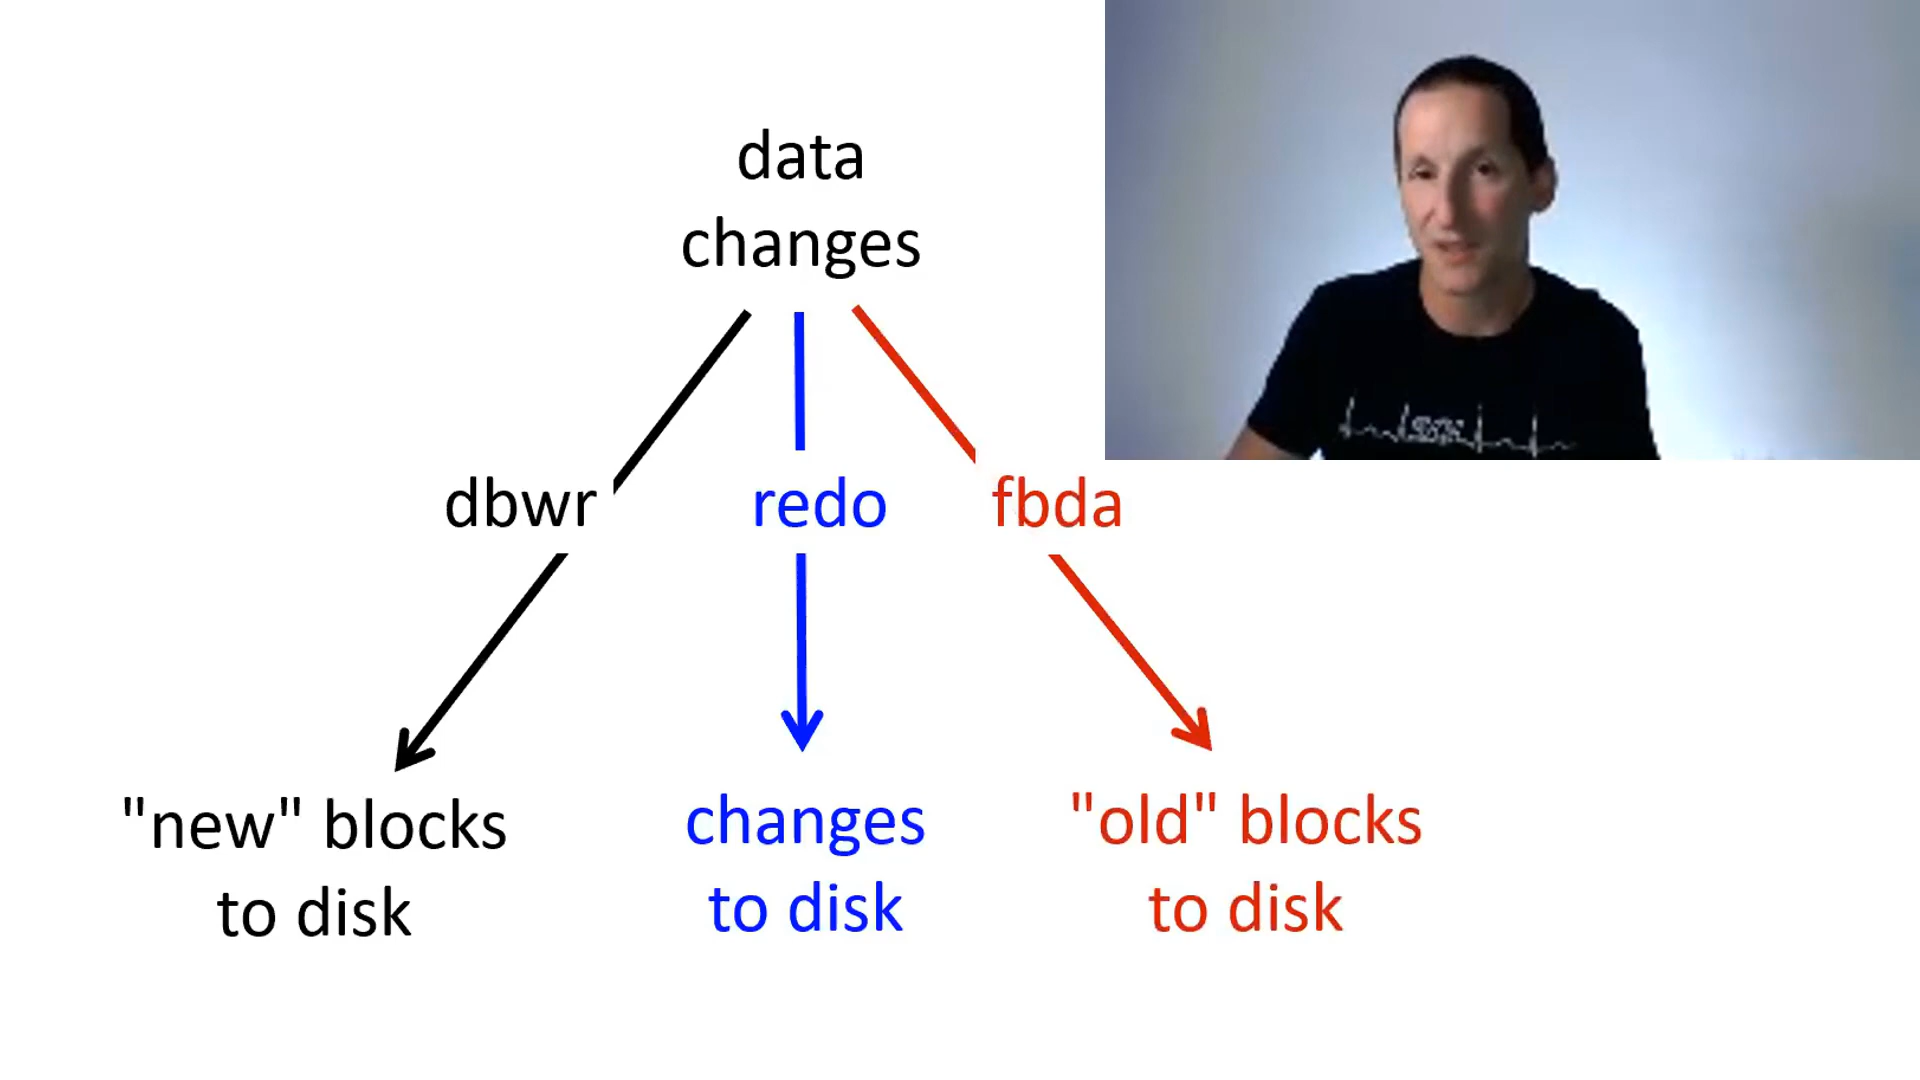 data
changes
dbwr
redo
fbda
"new" blocks
to disk
changes
to disk
"old" blocks
to disk